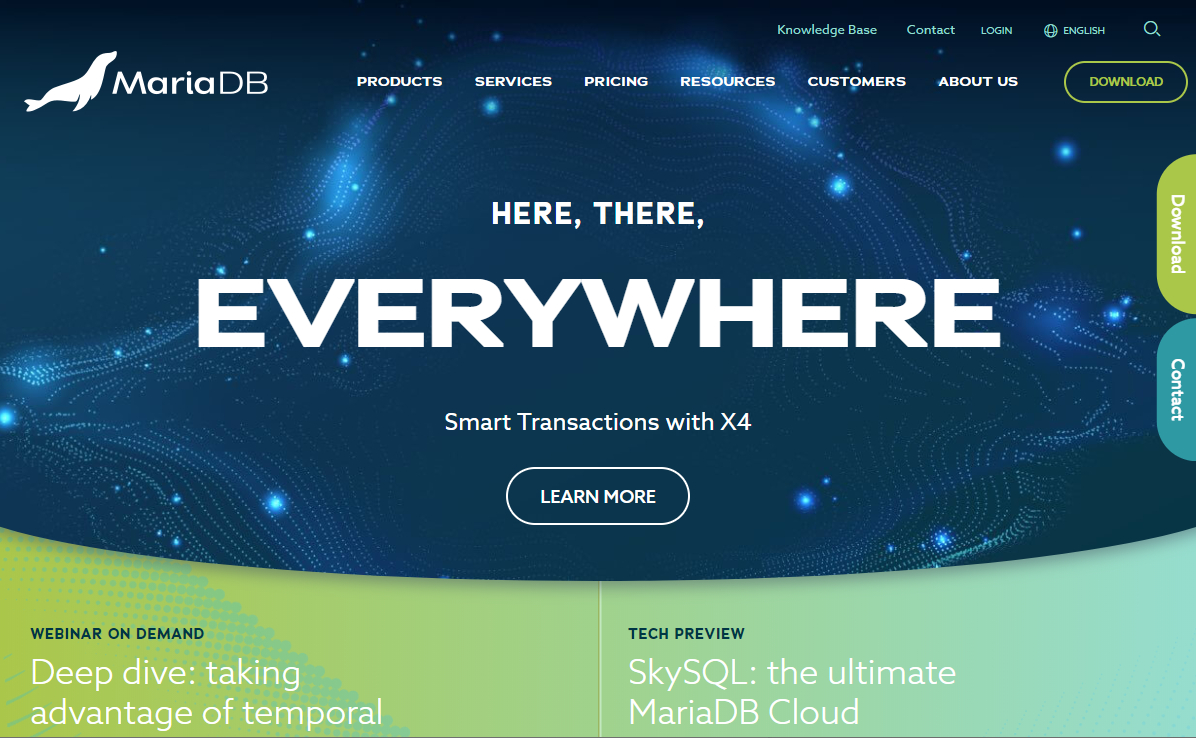 Knowledge Base Contact LOGIN ENGLISH
MariaDB
PRODUCTS SERVICES PRICING RESOURCES CUSTOMERS ABOUT US DOWNLOAD
Download
HERE, THERE,
EVERYWHERE
Contact
Smart Transactions with X4
LEARN MORE
WEBINAR ON DEMAND
Deep dive: taking
advantage of temporal
TECH PREVIEW
SkySQL: the ultimate
MariaDB Cloud